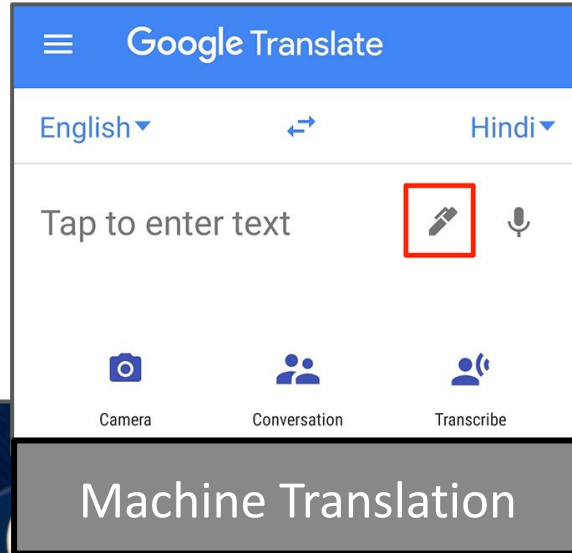 Google Translate
English Hindi
Tap to enter text
Camera Conversation Transcribe
Machine Translation